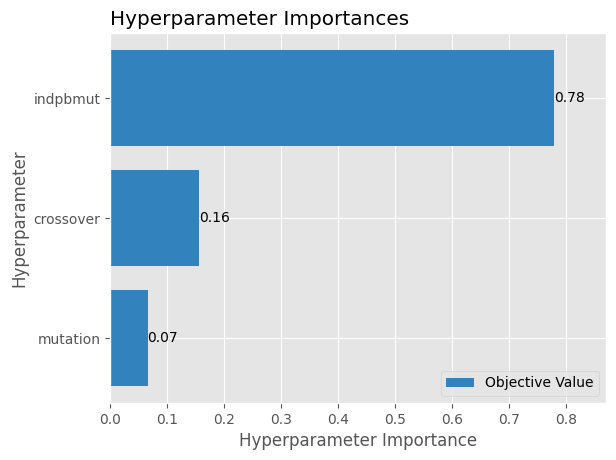 Hyperparameter Importances
Hyperparameter
indpbmut
0.78
crossover
0.16
mutation
0.07
Objective Value
0.0 0.1 0.2 0.3 0.4 0.5 0.6 0.7 0.8
Hyperparameter Importance